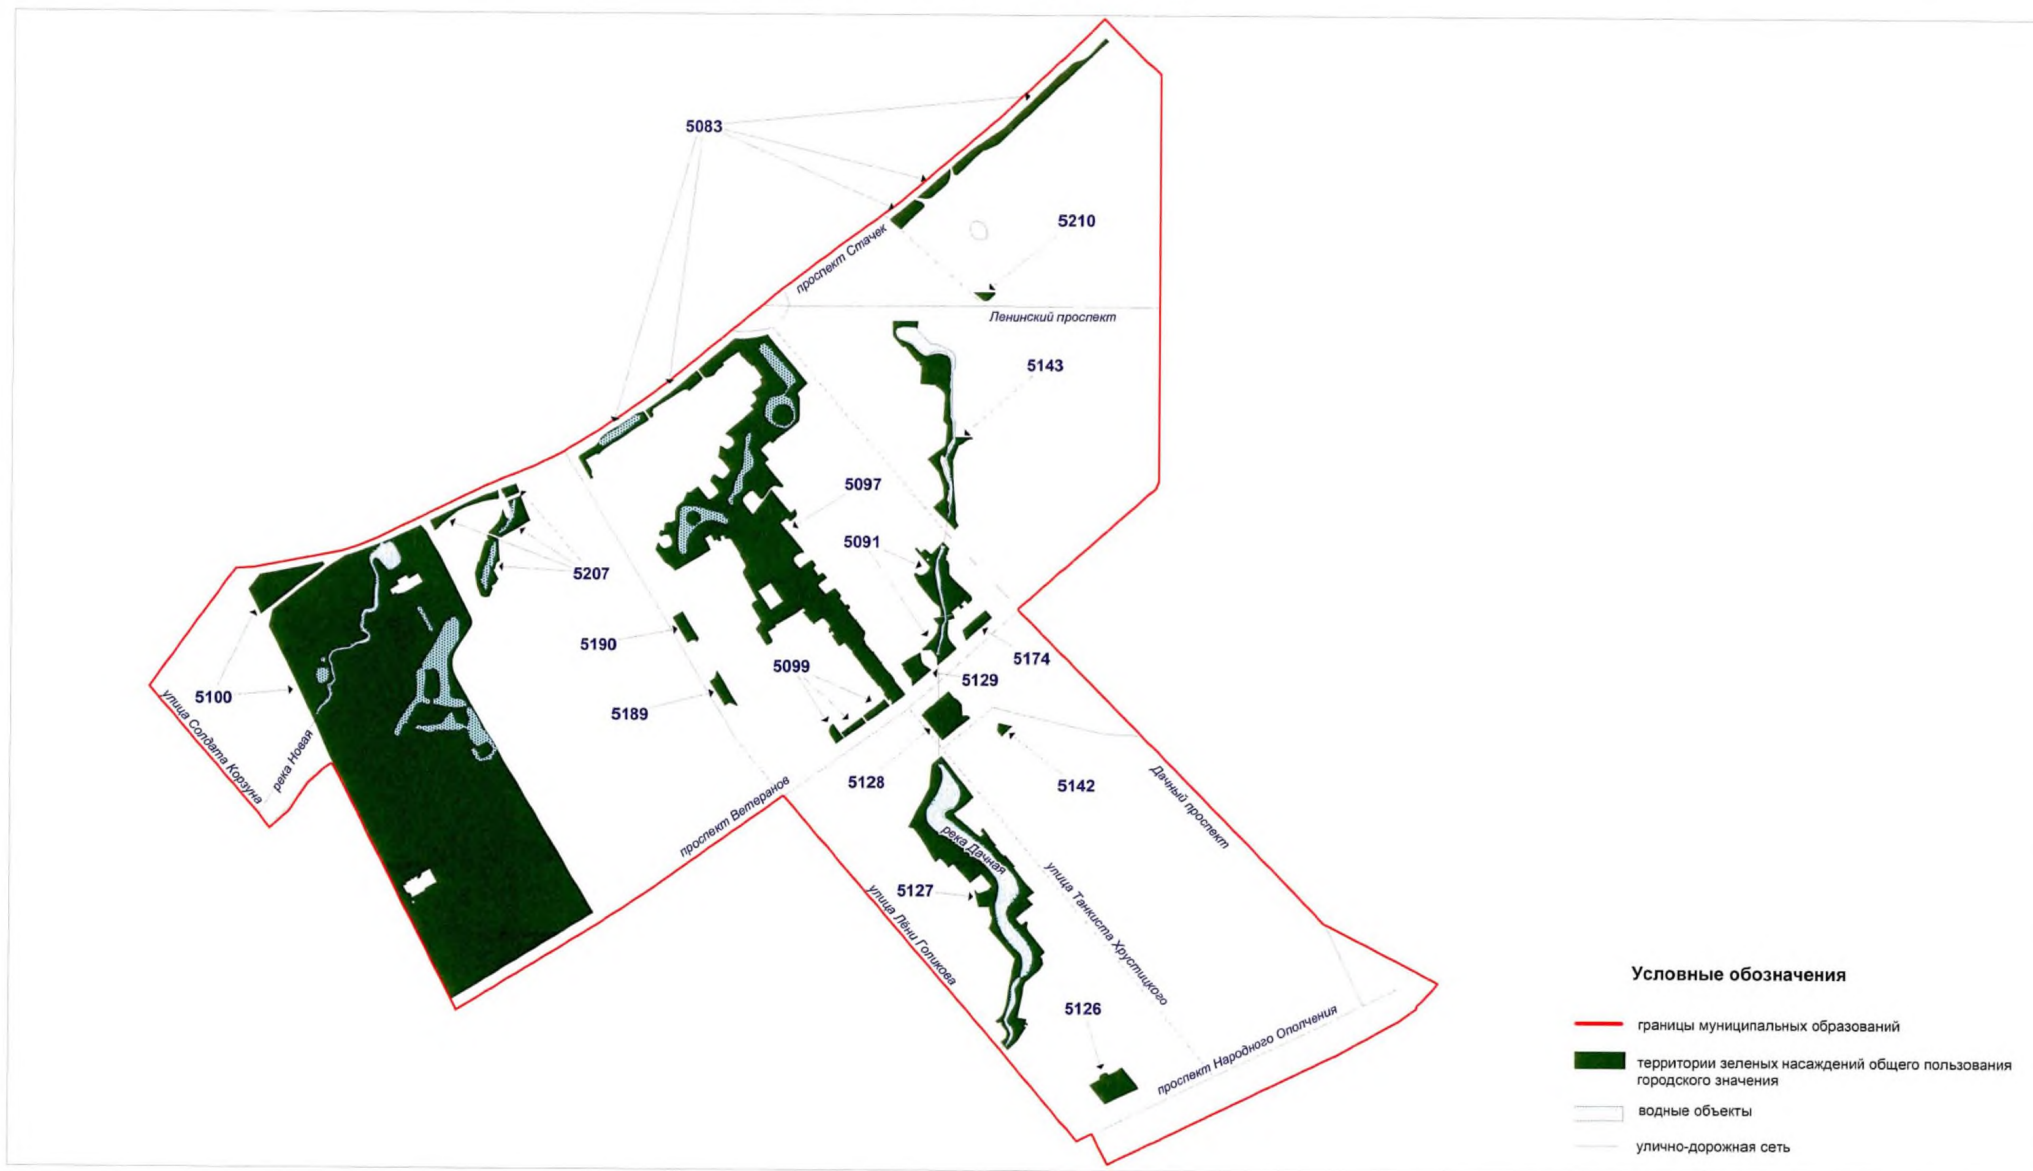 5083
5210
проспект Стачек
Ленинский проспект
5143
5097
5091
5207
5190
5174
5099
5129
5100
5189
улица Солдата Корзуна
река Новая
5128
5142
проспект Ветеранов
Дачный проспект
река Дачная
5127
улица Лёни Голикова
улица Танкиста Хрустицкого
5126
проспект Народного Ополчения
Условные обозначения
границы муниципальных образований
территории зеленых насаждений общего пользования
городского значения
водные объекты
улично-дорожная сеть